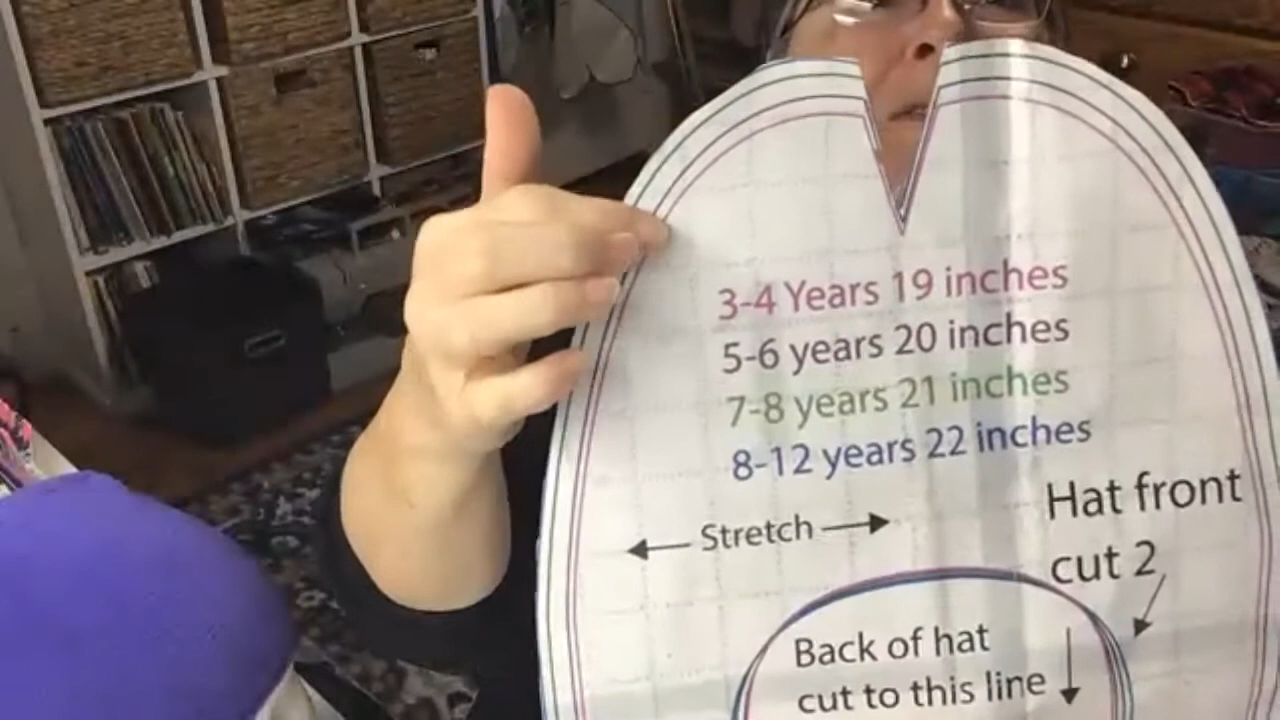 3-4 Years 19 inches
5-6 years 20 inches
7-8 years 21 inches
8-12 years 22 inches
Stretch
Hat front
cut 2
Back of hat
cut to this line